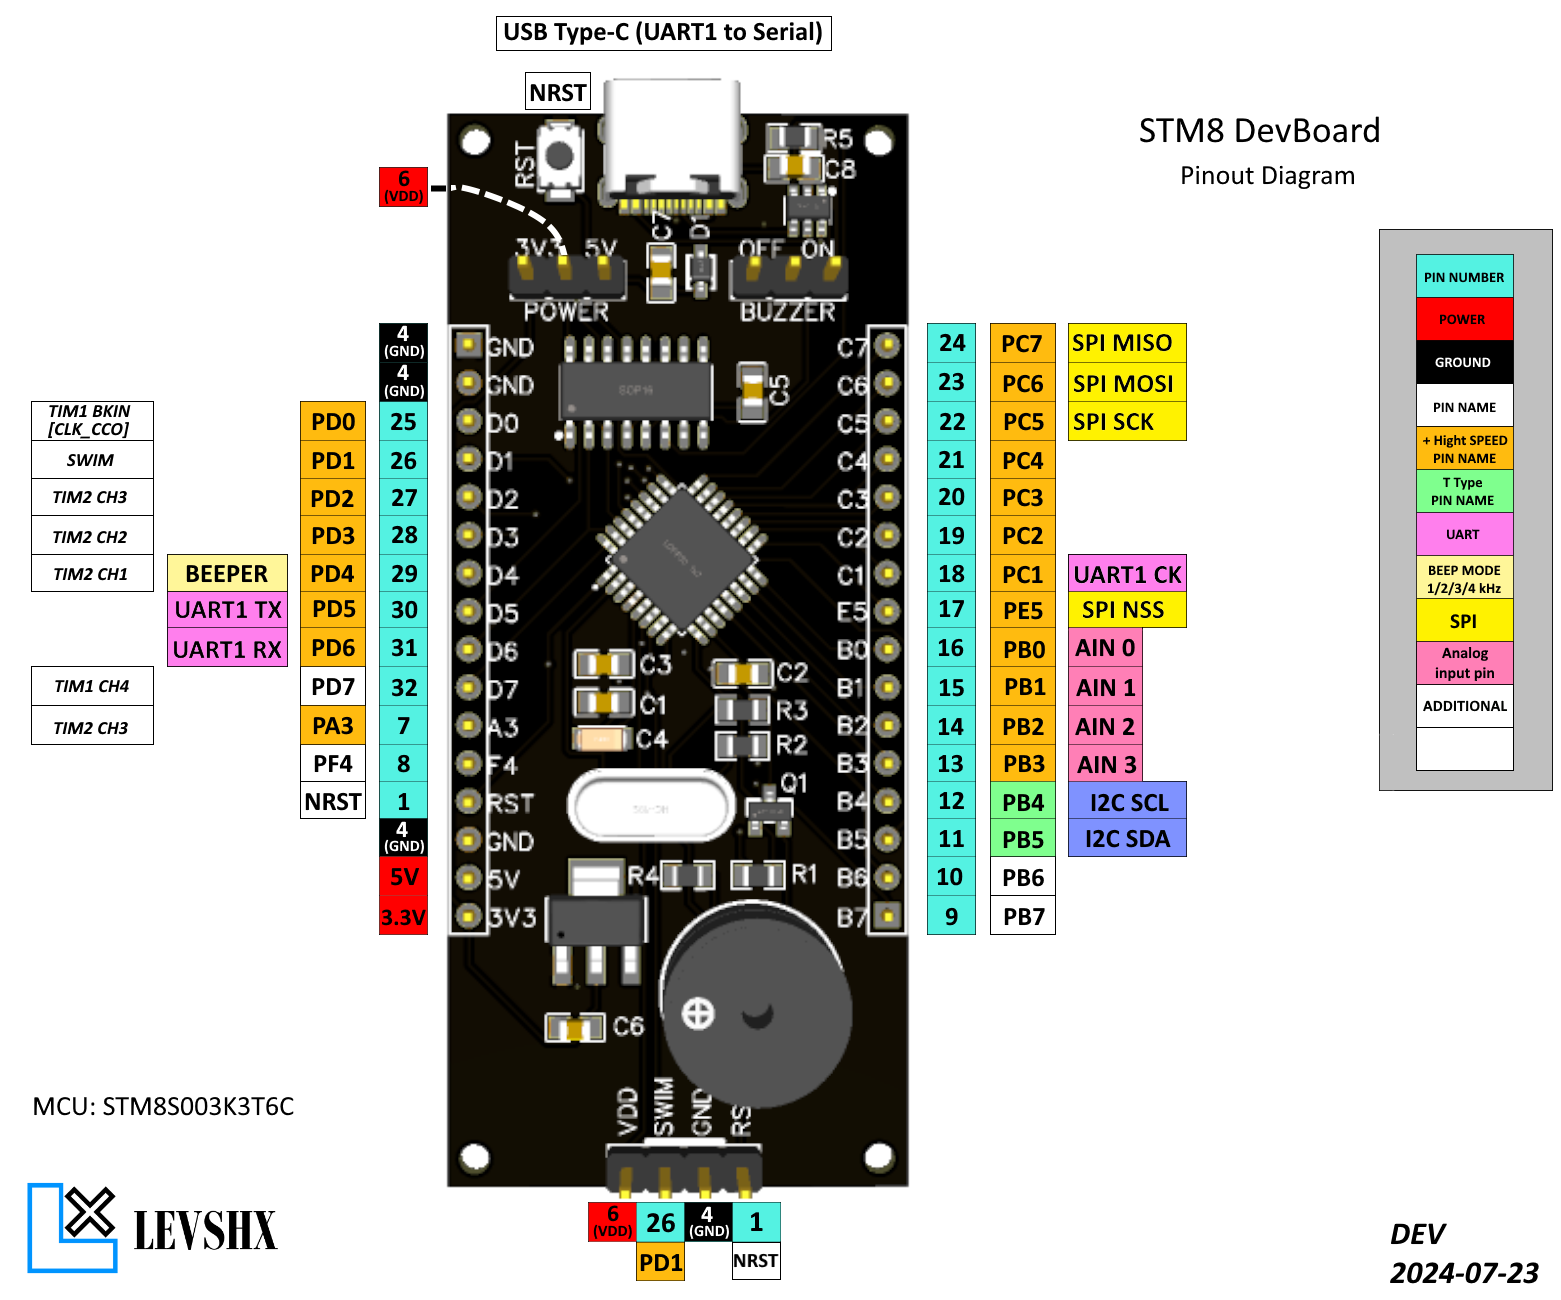 USB Type-C (UART1 to Serial)
NRST
STM8 DevBoard
Pinout Diagram
6
(VDD)
RST
R5
C8
C7
D1
3V3 5V
POWER
OFF ON
BUZZER
PIN NUMBER
POWER
GROUND
PIN NAME
+ Hight SPEED
PIN NAME
T Type
PIN NAME
UART
BEEP MODE
1/2/3/4 kHz
SPI
Analog
input pin
ADDITIONAL
4
(GND)
GND
C7
24
PC7
SPI MISO
4
(GND)
GND
C6
23
PC6
SPI MOSI
TIM1 BKIN
[CLK_CCO]
PD0
25
D0
C5
22
PC5
SPI SCK
SOP16
C5
SWIM
PD1
26
D1
C4
21
PC4
TIM2 CH3
PD2
27
D2
C3
20
PC3
TIM2 CH2
PD3
28
D3
C2
19
PC2
TIM2 CH1
BEEPER
PD4
29
D4
C1
18
PC1
UART1 CK
UART1 TX
PD5
30
D5
E5
17
PE5
SPI NSS
UART1 RX
PD6
31
D6
B0
16
PB0
AIN 0
TIM1 CH4
PD7
32
D7
B1
15
PB1
AIN 1
TIM2 CH3
PA3
7
A3
B2
14
PB2
AIN 2
PF4
8
F4
B3
13
PB3
AIN 3
NRST
1
RST
B4
12
PB4
I2C SCL
4
(GND)
GND
B5
11
PB5
I2C SDA
5V
5V
B6
10
PB6
3.3V
3V3
B7
9
PB7
C3
C2
C1
R3
C4
R2
Q1
R4
R1
C6
VDD
SWIM
GND
MCU: STM8S003K3T6C
LEVSHX
6
(VDD)
26
4
(GND)
1
PD1
NRST
DEV
2024-07-23